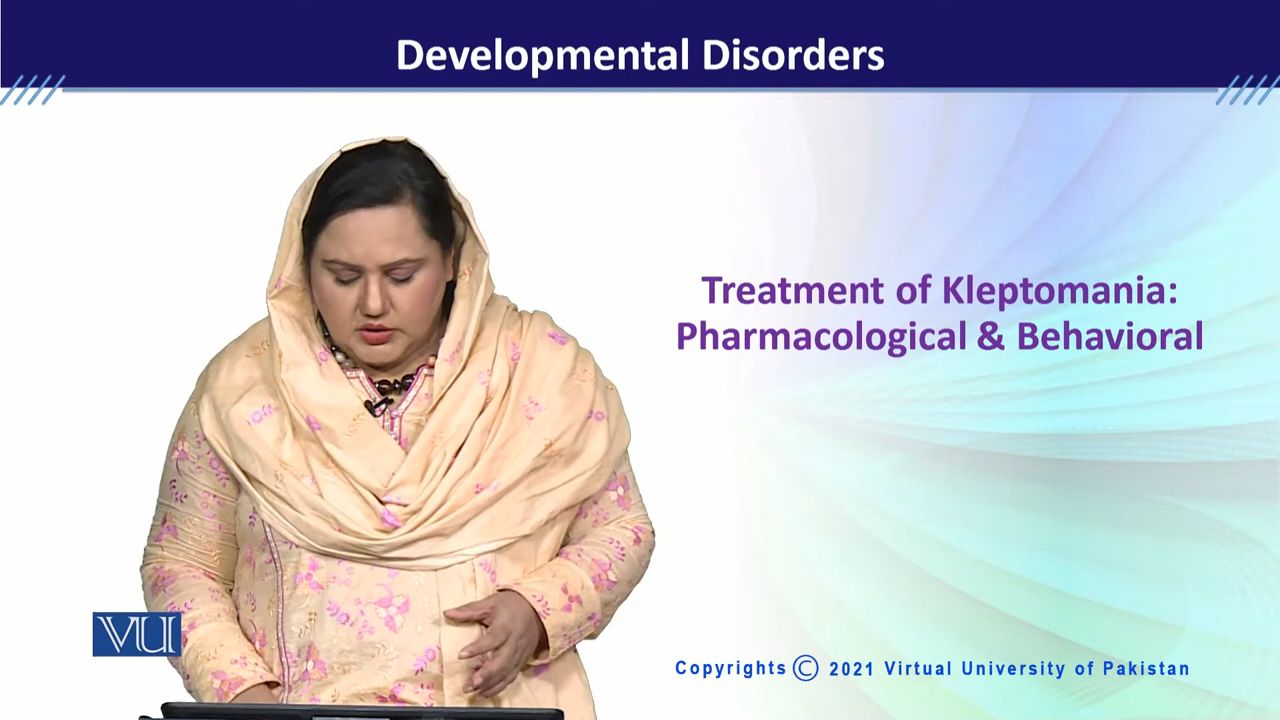 Developmental Disorders
Treatment of Kleptomania:
Pharmacological & Behavioral
VU
Copyrights © 2021 Virtual University of Pakistan